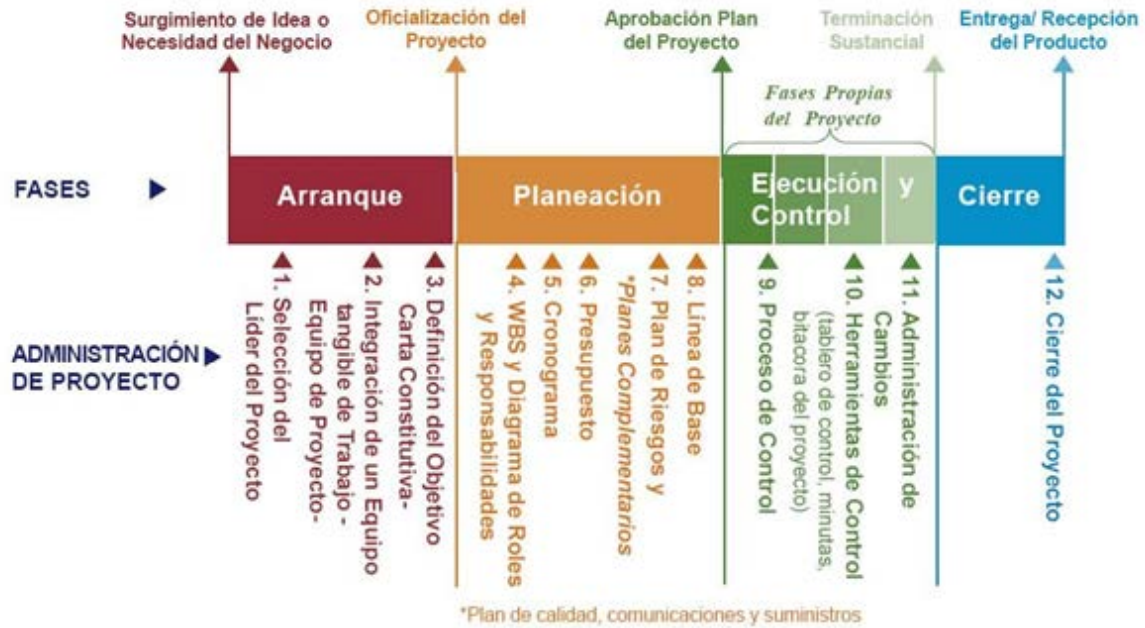 Surgimiento de Idea o
Necesidad del Negocio
Oficialización del
Proyecto
Aprobación Plan
del Proyecto
Terminación
Sustancial
Entrega/ Recepción
del Producto
Fases Propias
del Proyecto
FASES
Arranque
Planeación
Ejecución y
Control
Cierre
ADMINISTRACIÓN
DE PROYECTO
1. Selección del
Líder del Proyecto
2. Integración de un Equipo
tangible de Trabajo -
Equipo de Proyecto-
3. Definición del Objetivo
Carta Constitutiva-
4. WBS y Diagrama de Roles
y Responsabilidades
5. Cronograma
6. Presupuesto
7. Plan de Riesgos y
*Planes Complementarios
8. Línea de Base
9. Proceso de Control
10. Herramientas de Control
(tablero de control, minutas,
bitacora del proyecto)
11. Administración de
Cambios
12. Cierre del Proyecto
*Plan de calidad, comunicaciones y suministros